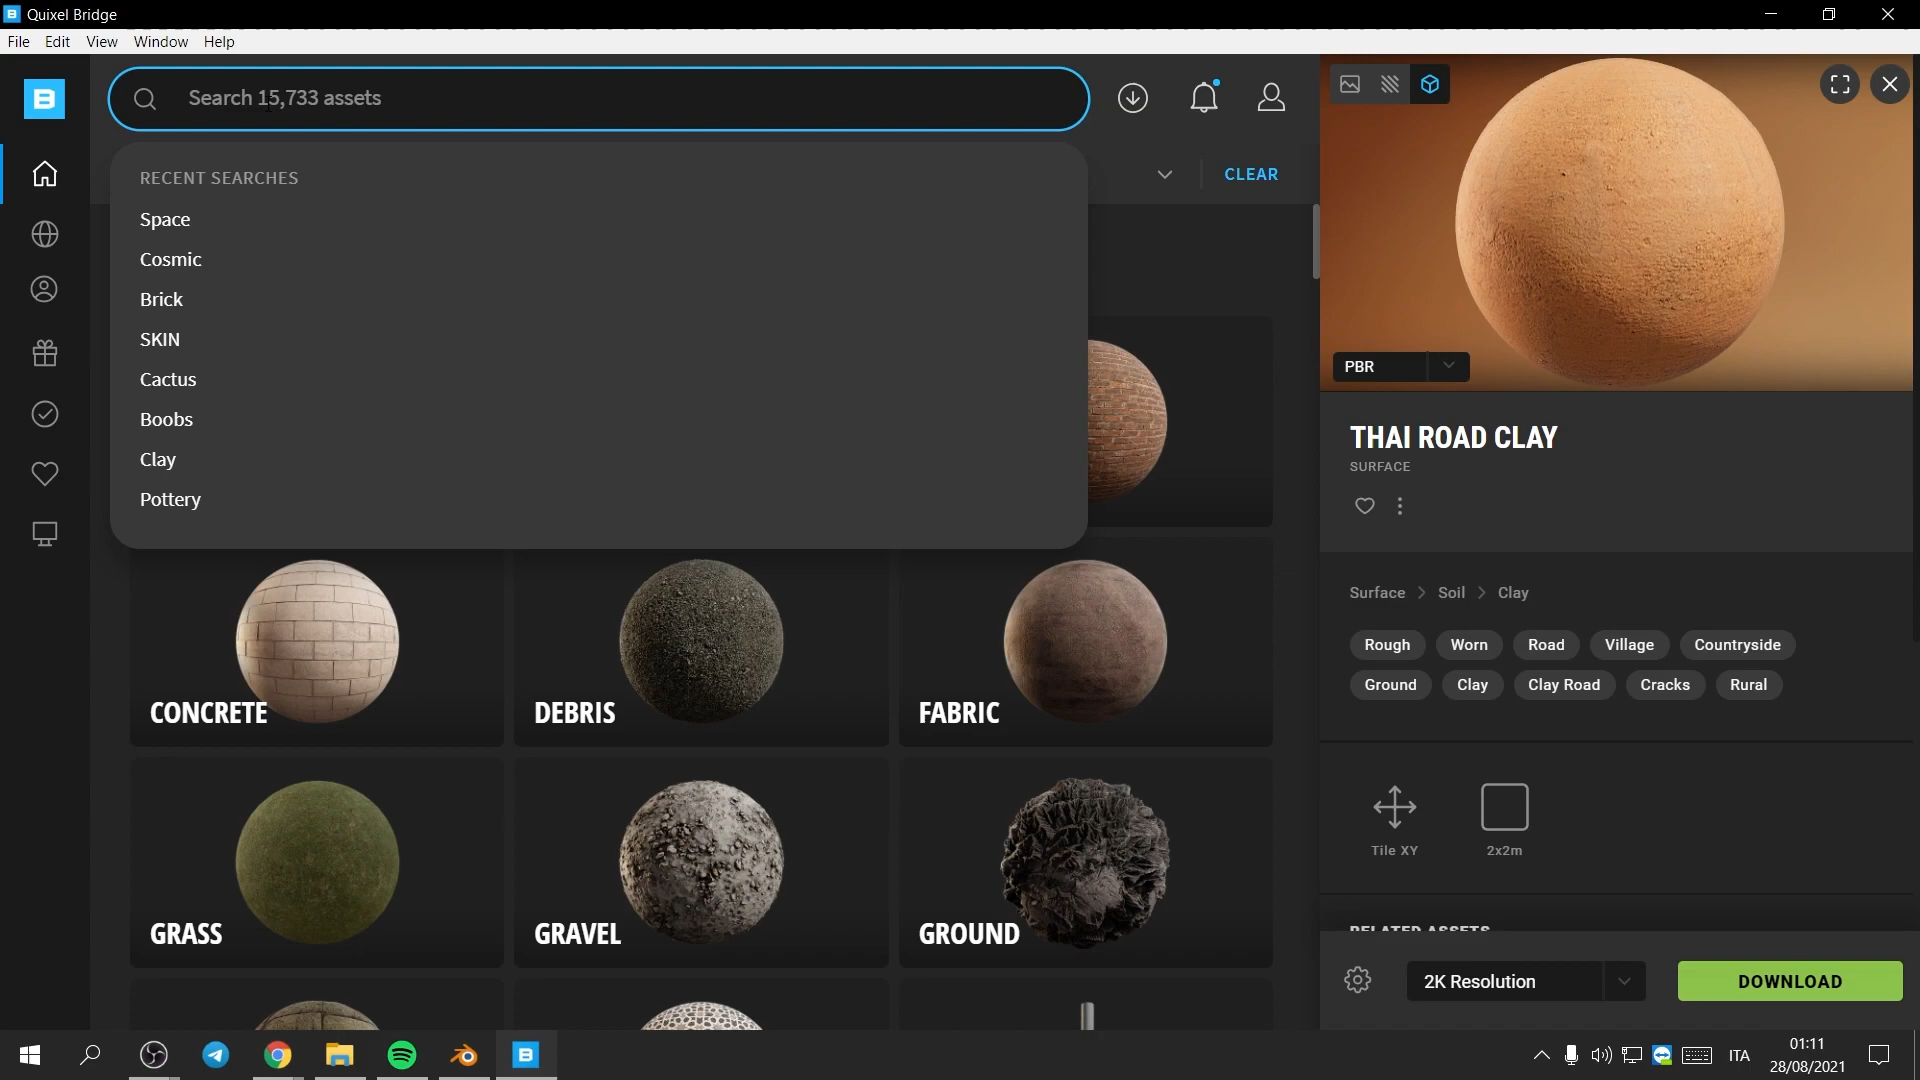 Quixel Bridge
File Edit View Window Help
Search 15,733 assets
RECENT SEARCHES
CLEAR
Space
Cosmic
Brick
SKIN
Cactus
Boobs
Clay
Pottery
CONCRETE
DEBRIS
FABRIC
GRASS
GRAVEL
GROUND
PBR
THAI ROAD CLAY
SURFACE
Surface > Soil > Clay
Rough Worn Road Village Countryside
Ground Clay Clay Road Cracks Rural
Tile XY 2x2m
RELATED ASSETS
2K Resolution DOWNLOAD
ITA
01:11
28/08/2021